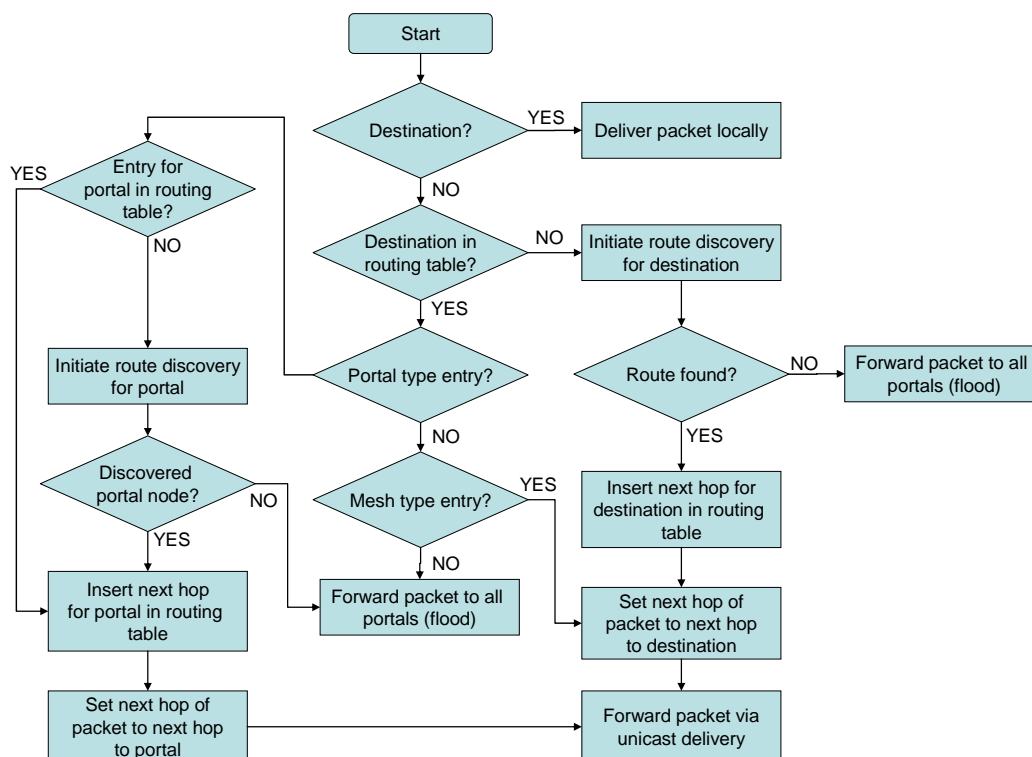 Start
Destination?
YES
Deliver packet locally
NO
YES
Entry for
portal in routing
table?
NO
Destination in
routing table?
NO
Initiate route discovery
for destination
YES
Initiate route discovery
for portal
Portal type entry?
Route found?
NO
Forward packet to all
portals (flood)
NO
YES
Discovered
portal node?
NO
YES
Mesh type entry?
YES
NO
Insert next hop for
destination in routing
table
Insert next hop
for portal in routing
table
Forward packet to all
portals (flood)
Set next hop of
packet to next hop
to destination
Set next hop of
packet to next hop
to portal
Forward packet via
unicast delivery